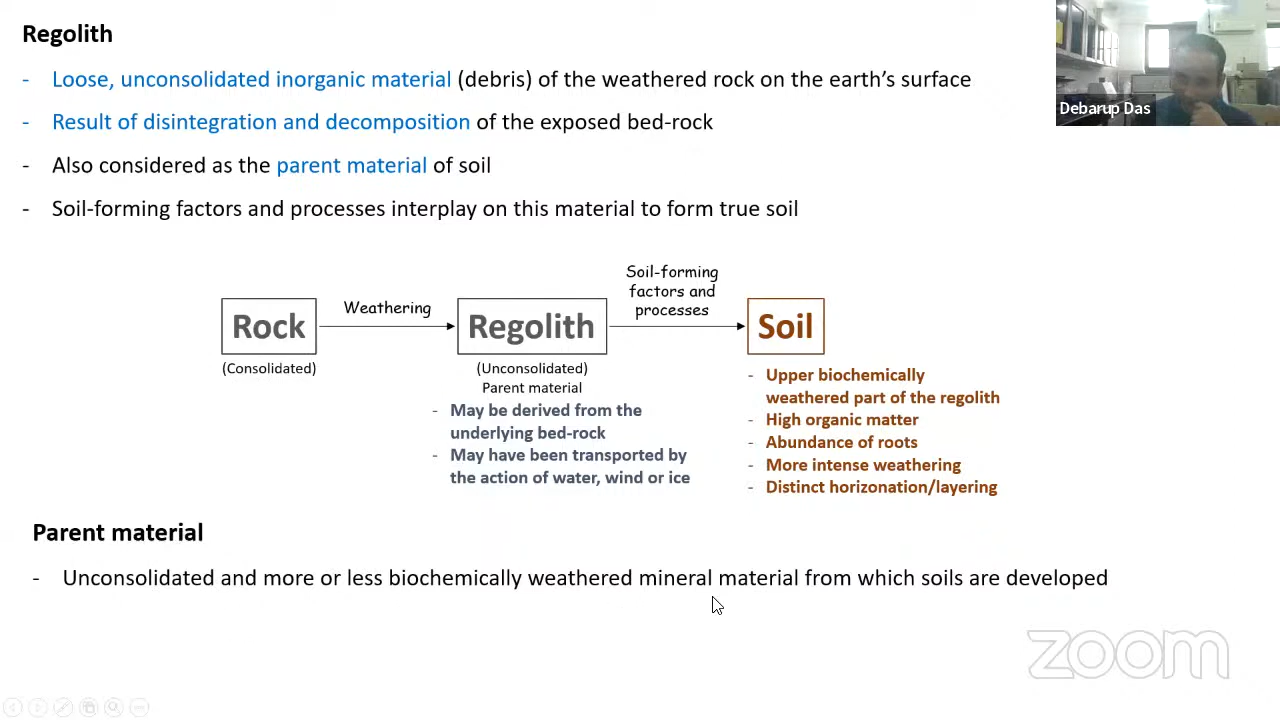 Regolith
- Loose, unconsolidated inorganic material (debris) of the weathered rock on the earth's surface
- Result of disintegration and decomposition of the exposed bed-rock
- Also considered as the parent material of soil
- Soil-forming factors and processes interplay on this material to form true soil
Debarup Das
Rock
(Consolidated)
Weathering
Regolith
(Unconsolidated)
Parent material
- May be derived from the
underlying bed-rock
- May have been transported by
the action of water, wind or ice
Soil-forming
factors and
processes
Soil
- Upper biochemically
weathered part of the regolith
- High organic matter
- Abundance of roots
- More intense weathering
- Distinct horizonation/layering
Parent material
- Unconsolidated and more or less biochemically weathered mineral material from which soils are developed
zoom